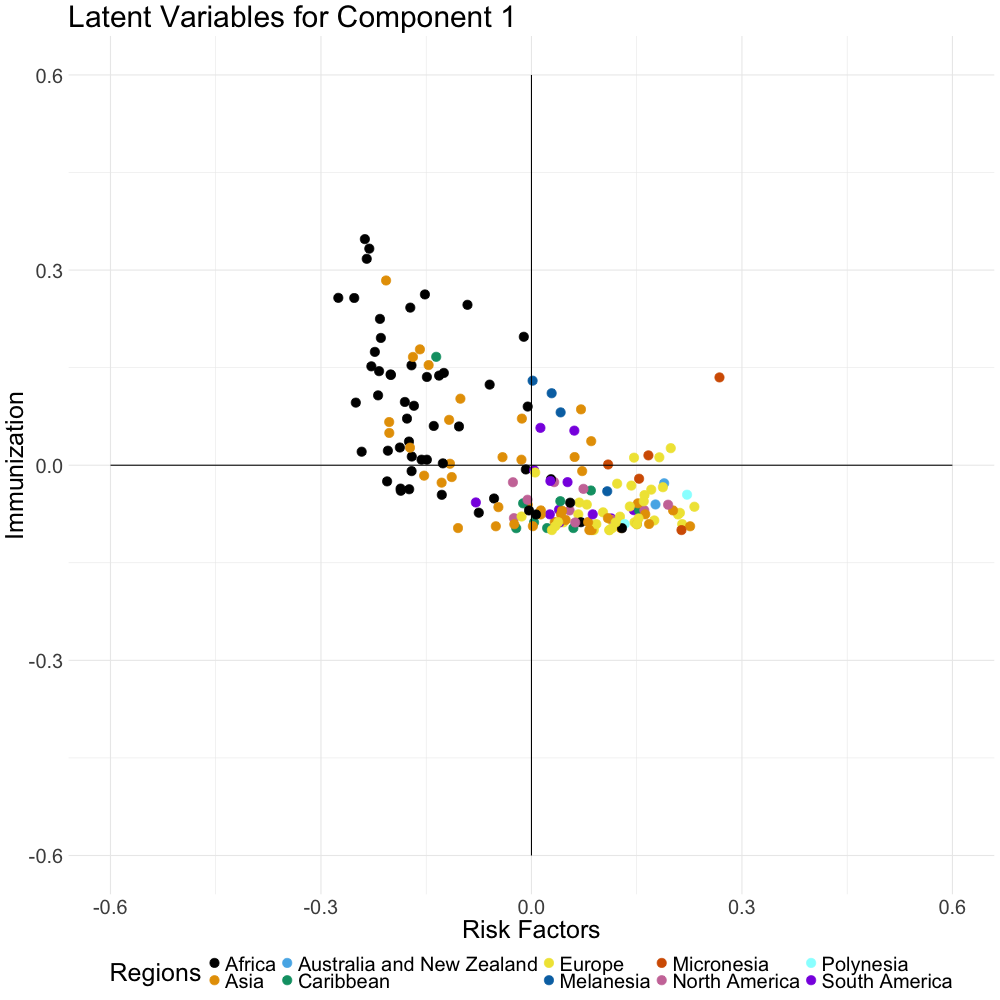 Latent Variables for Component 1
0.6
0.3
0.0
-0.3
-0.6
Immunization
-0.6 -0.3 0.0 0.3 0.6
Risk Factors
Regions
Africa Australia and New Zealand Europe Micronesia Polynesia
Asia Caribbean Melanesia North America South America